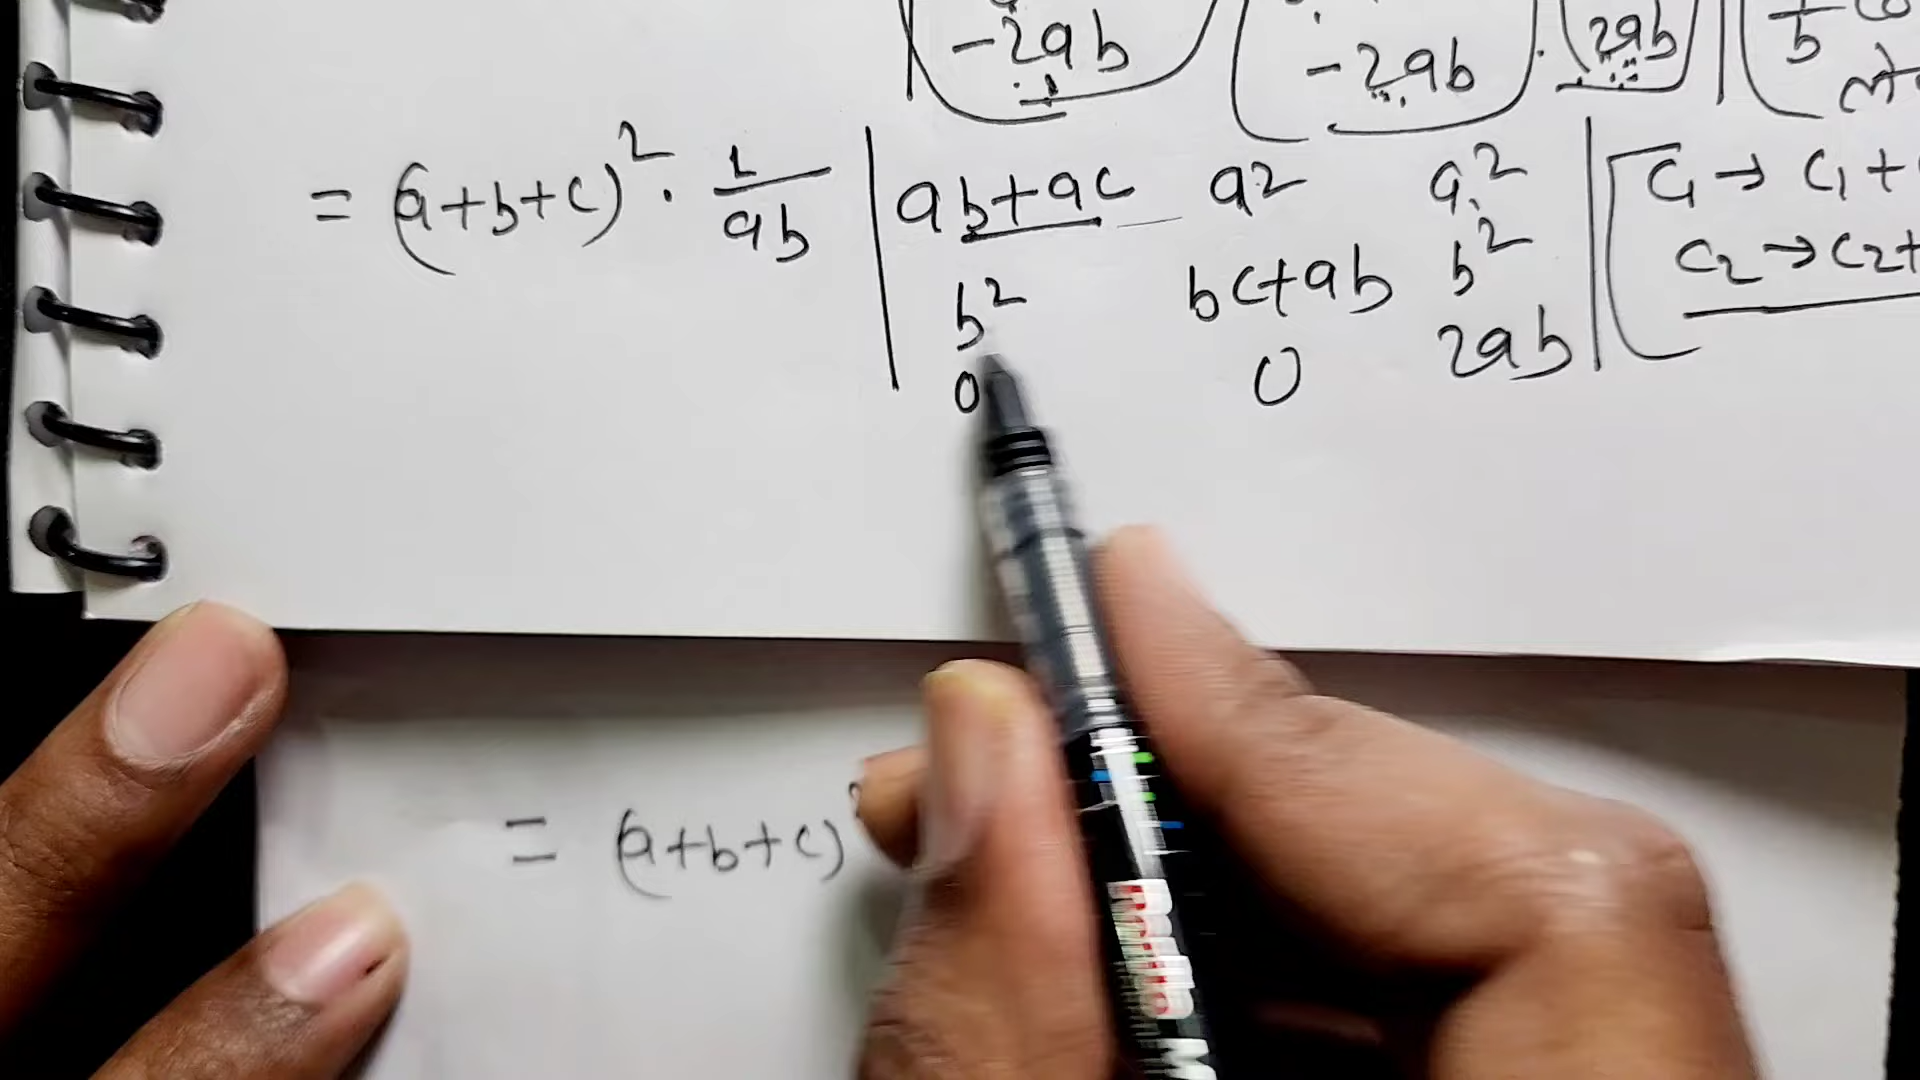 -2ab -2ab 2ab 1/b
= (a+b+c)² · 1/ab | ab+ac a² a² | C₁ → C₁+
b² bc+ab b² C₂ → C₂+
0 0 2ab
= (a+b+c)